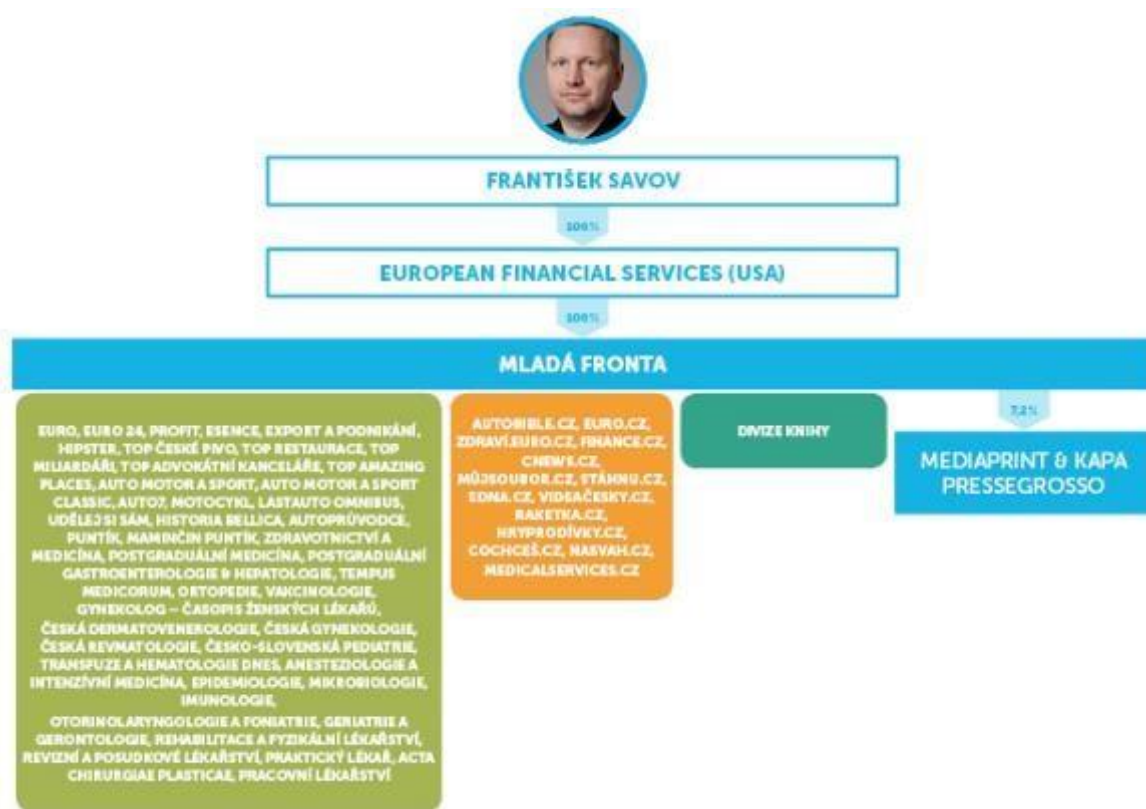 FRANTIŠEK SAVOV
100%
EUROPEAN FINANCIAL SERVICES (USA)
100%
MLADÁ FRONTA
EURO, EURO 24, PROFIT, ESENCE, EXPORT A PODNIKÁNÍ,
HIPSTER, TOP ČESKÉ PIVO, TOP RESTAURACE, TOP
MILIARDÁŘI, TOP ADVOKÁTNÍ KANCELÁŘE, TOP AMAZING
PLACES, AUTO MOTOR A SPORT, AUTO MOTOR A SPORT
CLASSIC, AUTO7, MOTOCYKL, LASTAUTO OMNIBUS,
UDĚLEJ SI SÁM, HISTORIA BELLICA, AUTOPRŮVODCE,
PUNTÍK, MAMINČIN PUNTÍK, ZDRAVOTNICTVÍ A
MEDICÍNA, POSTGRADUÁLNÍ MEDICÍNA, POSTGRADUÁLNÍ
GASTROENTEROLOGIE & HEPATOLOGIE, TEMPUS
MEDICORUM, ORTOPEDIE, VAKCINOLOGIE,
GYNEKOLOG – ČASOPIS ŽENSKÝCH LÉKAŘŮ,
ČESKÁ DERMATOVENEROLOGIE, ČESKÁ GYNEKOLOGIE,
ČESKÁ REVMATOLOGIE, ČESKO-SLOVENSKÁ PEDIATRIE,
TRANSFUZE A HEMATOLOGIE DNES, ANESTEZIOLOGIE A
INTENZÍVNÍ MEDICÍNA, EPIDEMIOLOGIE, MIKROBIOLOGIE,
IMUNOLOGIE,
OTORINOLARYNGOLOGIE A FONIATRIE, GERIATRIE A
GERONTOLOGIE, REHABILITACE A FYZIKÁLNÍ LÉKAŘSTVÍ,
REVIZNÍ A POSUDKOVÉ LÉKAŘSTVÍ, PRAKTICKÝ LÉKAŘ, ACTA
CHIRURGIAE PLASTICAE, PRACOVNÍ LÉKAŘSTVÍ
AUTOBIBLE.CZ, EURO.CZ,
ZDRAVÍ.EURO.CZ, FINANCE.CZ,
CNEWS.CZ,
MŮJSOUBOR.CZ, STÁHNU.CZ,
EDNA.CZ, VIDSAČESKY.CZ,
RAKETKA.CZ,
HRYPRODÍVKY.CZ,
COCHCEŠ.CZ, NASVAH.CZ,
MEDICALSERVICES.CZ
DIVIZE KNIHY
7,2%
MEDIAPRINT & KAPA
PRESSEGROSSO